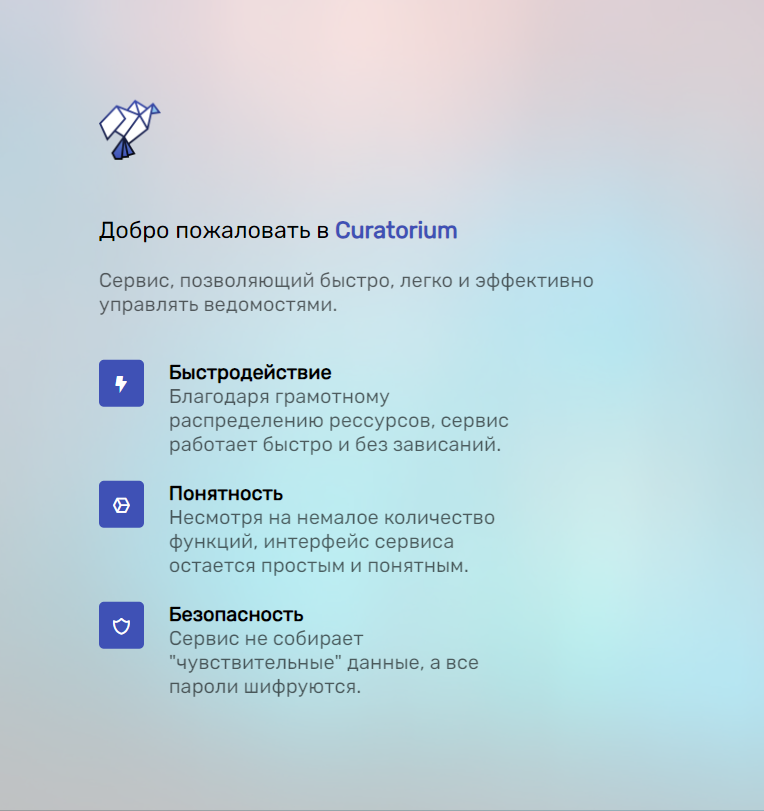 Добро пожаловать в Curatorium
Сервис, позволяющий быстро, легко и эффективно
управлять ведомостями.
Быстродействие
Благодаря грамотному
распределению рессурсов, сервис
работает быстро и без зависаний.
Понятность
Несмотря на немалое количество
функций, интерфейс сервиса
остается простым и понятным.
Безопасность
Сервис не собирает
"чувствительные" данные, а все
пароли шифруются.